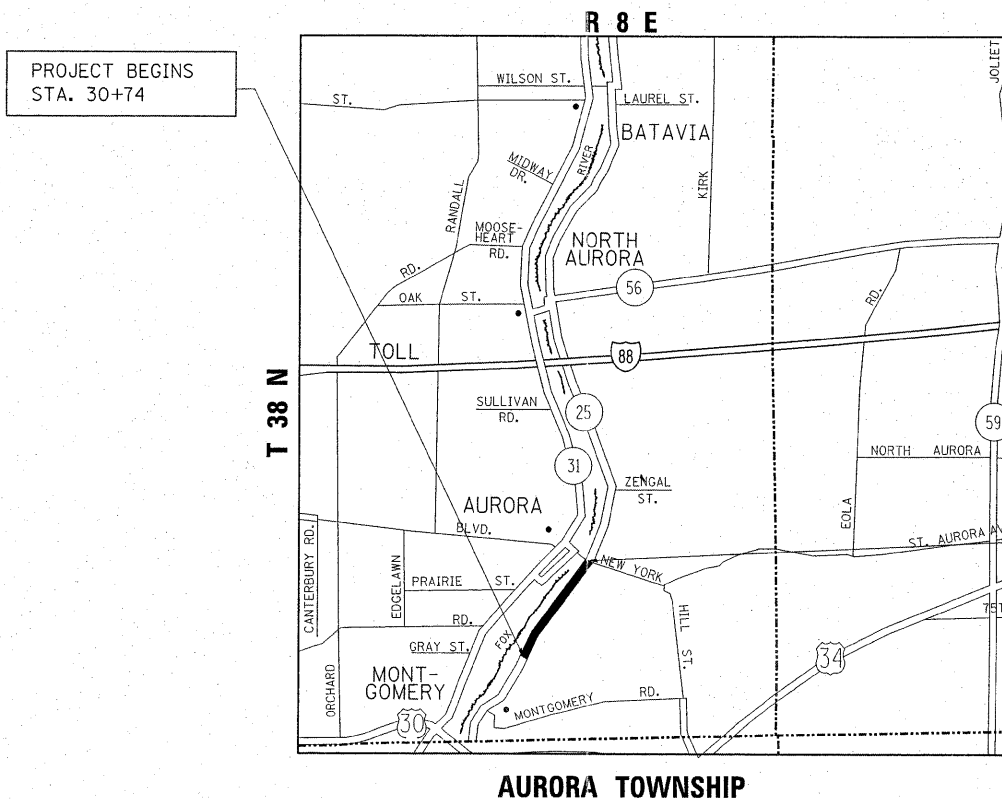 R 8 E
PROJECT BEGINS
STA. 30+74
JOLIET
WILSON ST.
ST.
LAUREL ST.
BATAVIA
MIDWAY
DR.
RIVER
KIRK
RANDALL
MOOSE-
HEART
RD.
NORTH
AURORA
RD.
56
RD.
OAK ST.
TOLL
88
T 38 N
SULLIVAN
RD.
25
59
31
NORTH AURORA
ZENGAL
ST.
AURORA
EOLA
BLVD.
ST. AURORA AV
CANTERBURY RD.
EDGELAWN
NEW YORK
PRAIRIE ST.
RD.
HILL ST.
FOX
GRAY ST.
34
MONT-
GOMERY
ORCHARD
MONTGOMERY RD.
30
AURORA TOWNSHIP